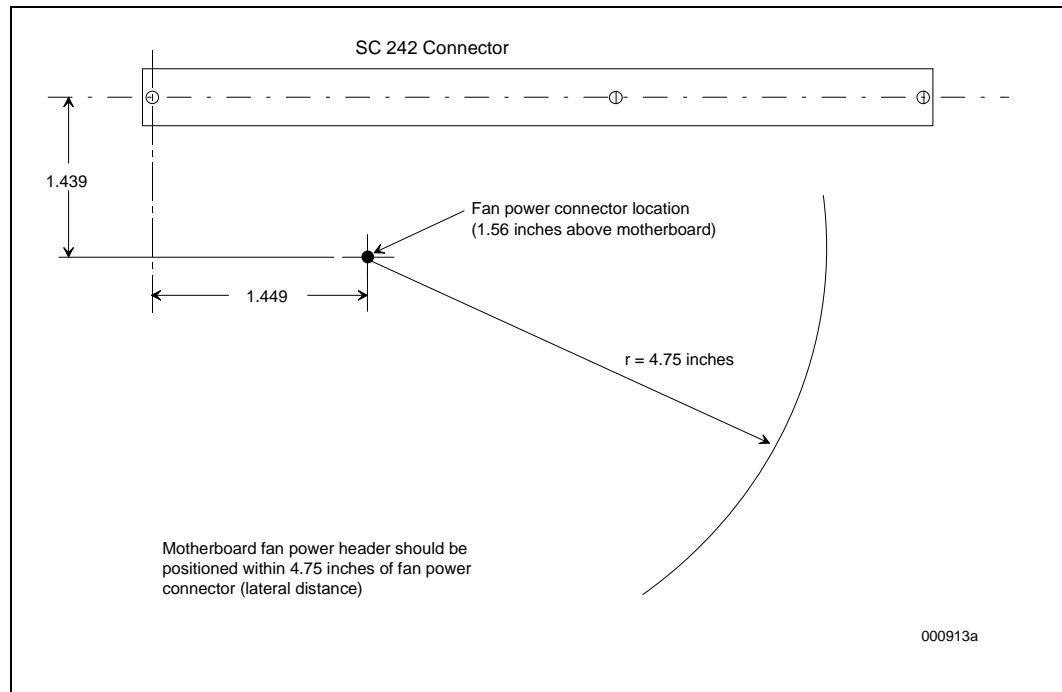 SC 242 Connector
1.439
Fan power connector location
(1.56 inches above motherboard)
1.449
r = 4.75 inches
Motherboard fan power header should be
positioned within 4.75 inches of fan power
connector (lateral distance)
000913a